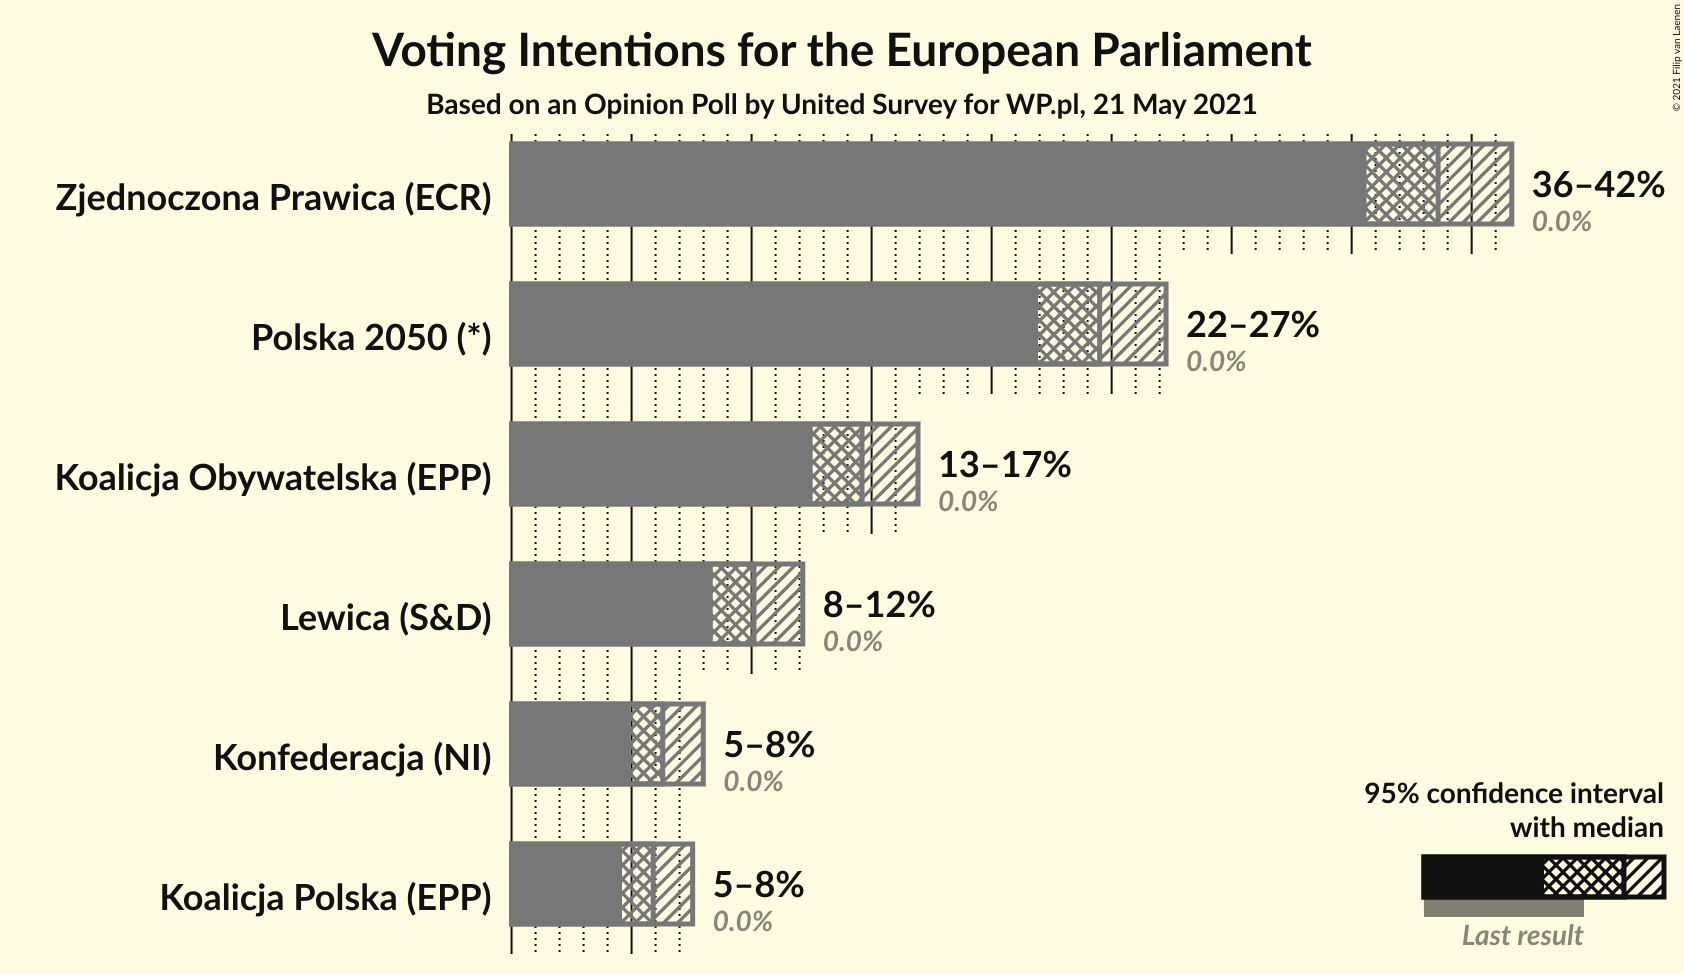 Voting Intentions for the European Parliament
Based on an Opinion Poll by United Survey for WP.pl, 21 May 2021
© 2021 Filip van Laenen
Zjednoczona Prawica (ECR)
36–42%
0.0%
Polska 2050 (*)
22–27%
0.0%
Koalicja Obywatelska (EPP)
13–17%
0.0%
Lewica (S&D)
8–12%
0.0%
Konfederacja (NI)
5–8%
0.0%
Koalicja Polska (EPP)
5–8%
0.0%
95% confidence interval
with median
Last result